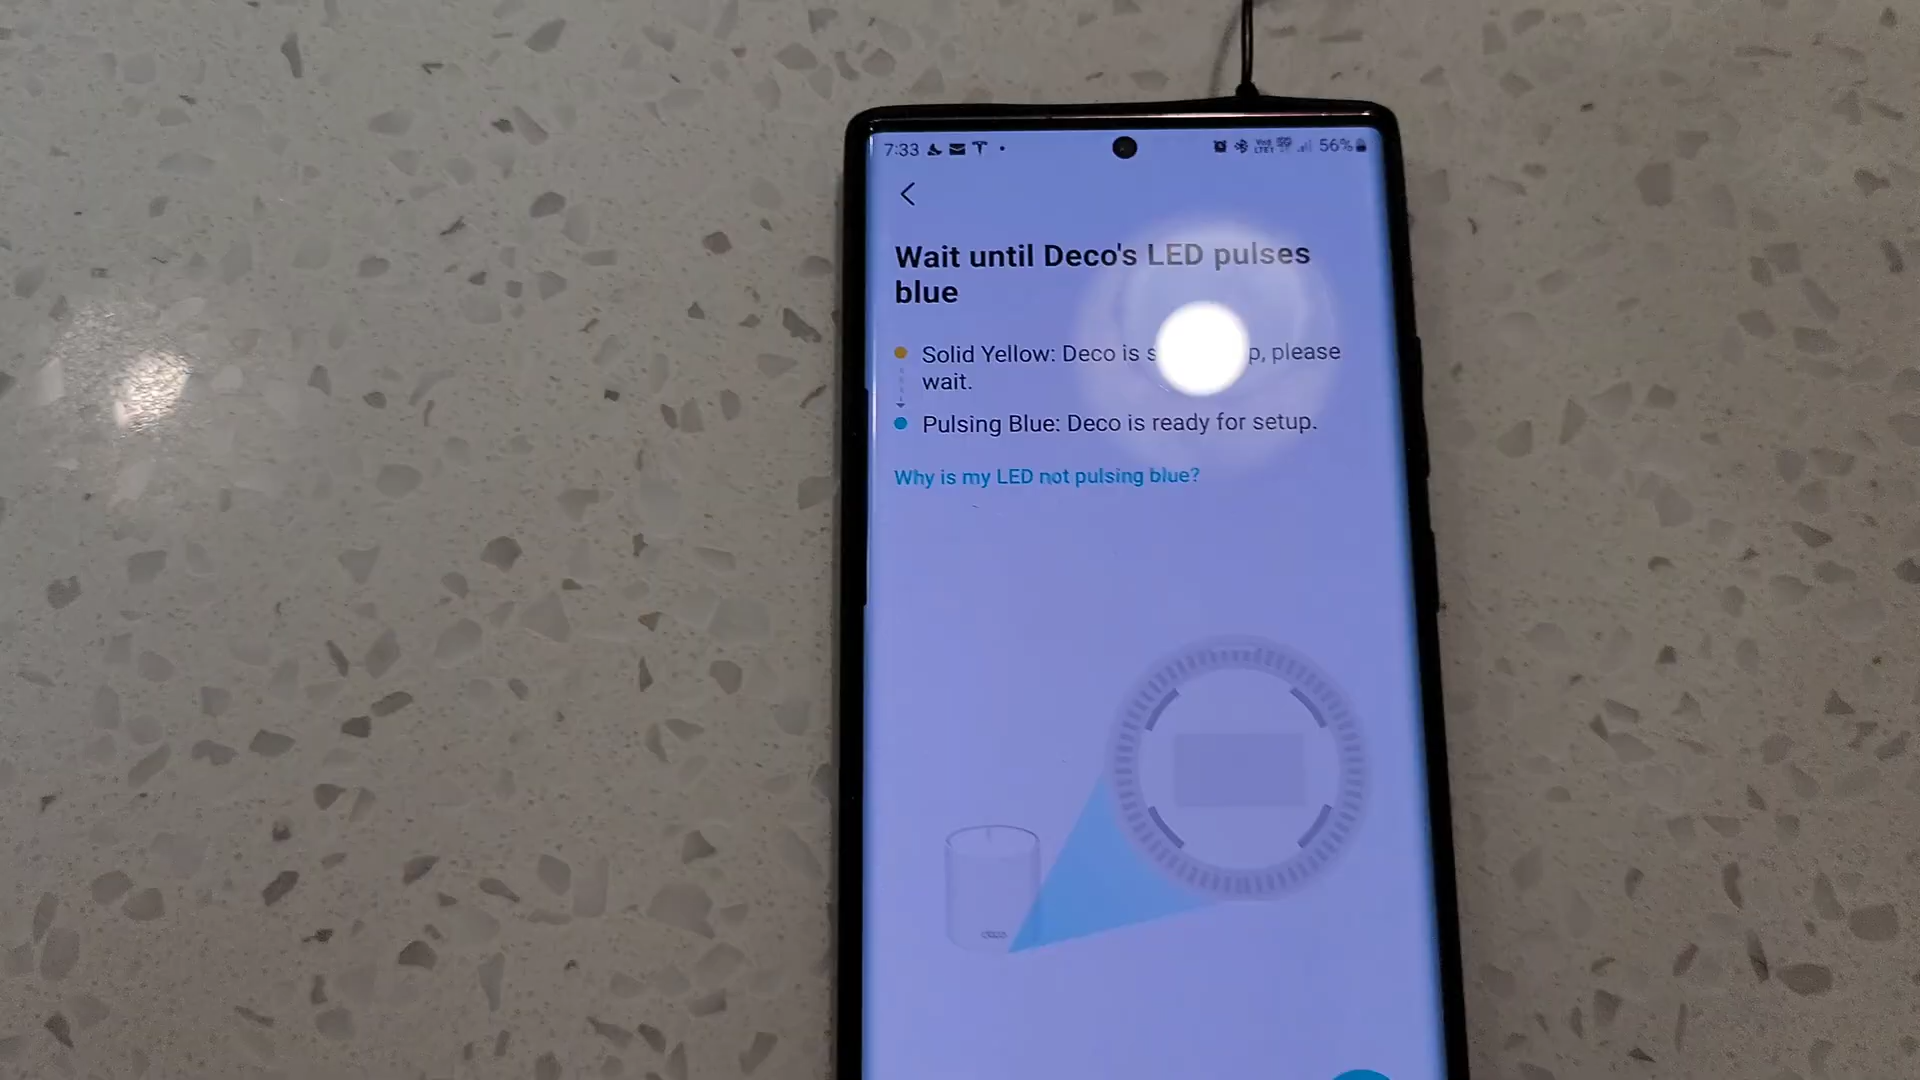 7:33 56%
Wait until Deco's LED pulses
blue
Solid Yellow: Deco is s p, please
wait.
Pulsing Blue: Deco is ready for setup.
Why is my LED not pulsing blue?